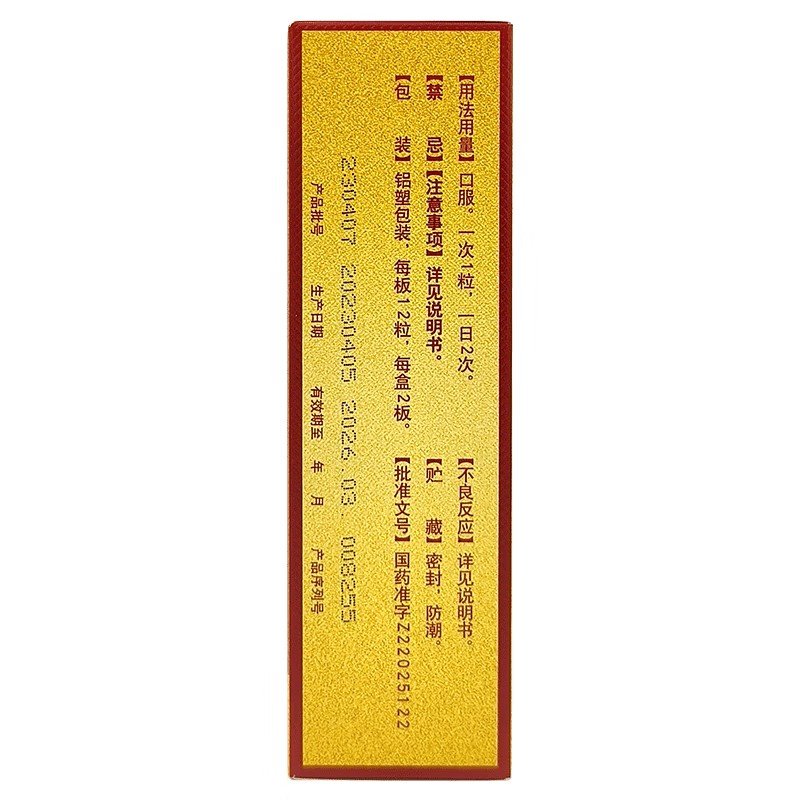 【用法用量】口服。一次1粒，一日2次。
【不良反应】详见说明书。
【禁 忌】【注意事项】详见说明书。
【贮 藏】密封，防潮。
【包 装】铝塑包装，每板12粒，每盒2板。
【批准文号】国药准字Z22025122
230407 20230405 2026.03. 008255
产品批号 生产日期 有效期至 年 月 产品序列号